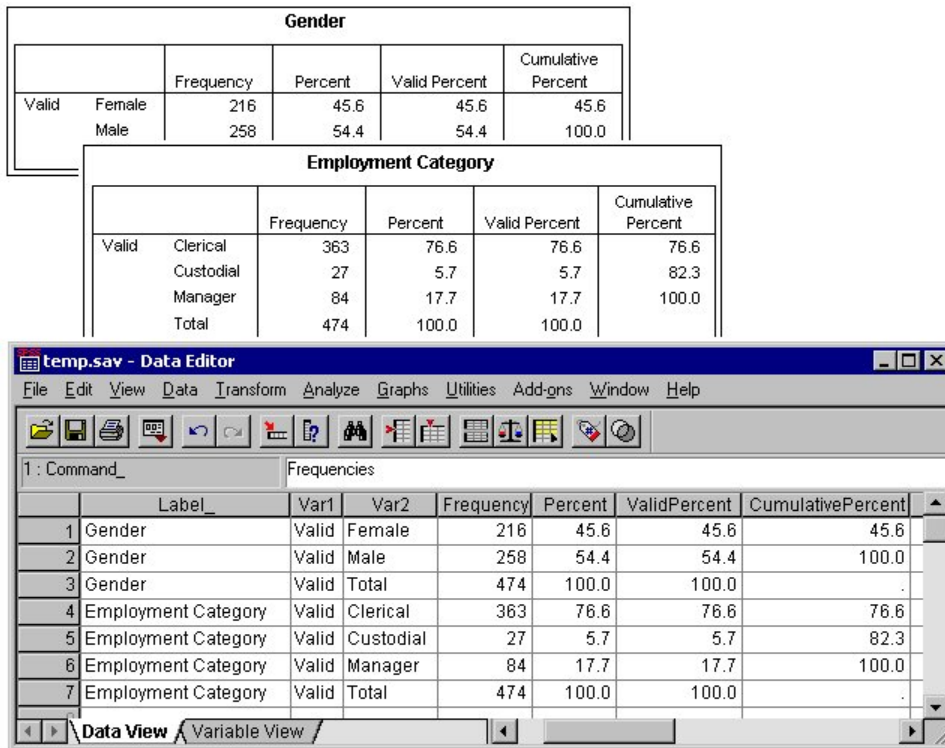 Gender
Frequency Percent Valid Percent Cumulative Percent
Valid Female 216 45.6 45.6 45.6
Male 258 54.4 54.4 100.0
Employment Category
Frequency Percent Valid Percent Cumulative Percent
Valid Clerical 363 76.6 76.6 76.6
Custodial 27 5.7 5.7 82.3
Manager 84 17.7 17.7 100.0
Total 474 100.0 100.0
temp.sav - Data Editor
File Edit View Data Transform Analyze Graphs Utilities Add-ons Window Help
1 : Command_ Frequencies
Label_ Var1 Var2 Frequency Percent ValidPercent CumulativePercent
1 Gender Valid Female 216 45.6 45.6 45.6
2 Gender Valid Male 258 54.4 54.4 100.0
3 Gender Valid Total 474 100.0 100.0 .
4 Employment Category Valid Clerical 363 76.6 76.6 76.6
5 Employment Category Valid Custodial 27 5.7 5.7 82.3
6 Employment Category Valid Manager 84 17.7 17.7 100.0
7 Employment Category Valid Total 474 100.0 100.0 .
Data View Variable View